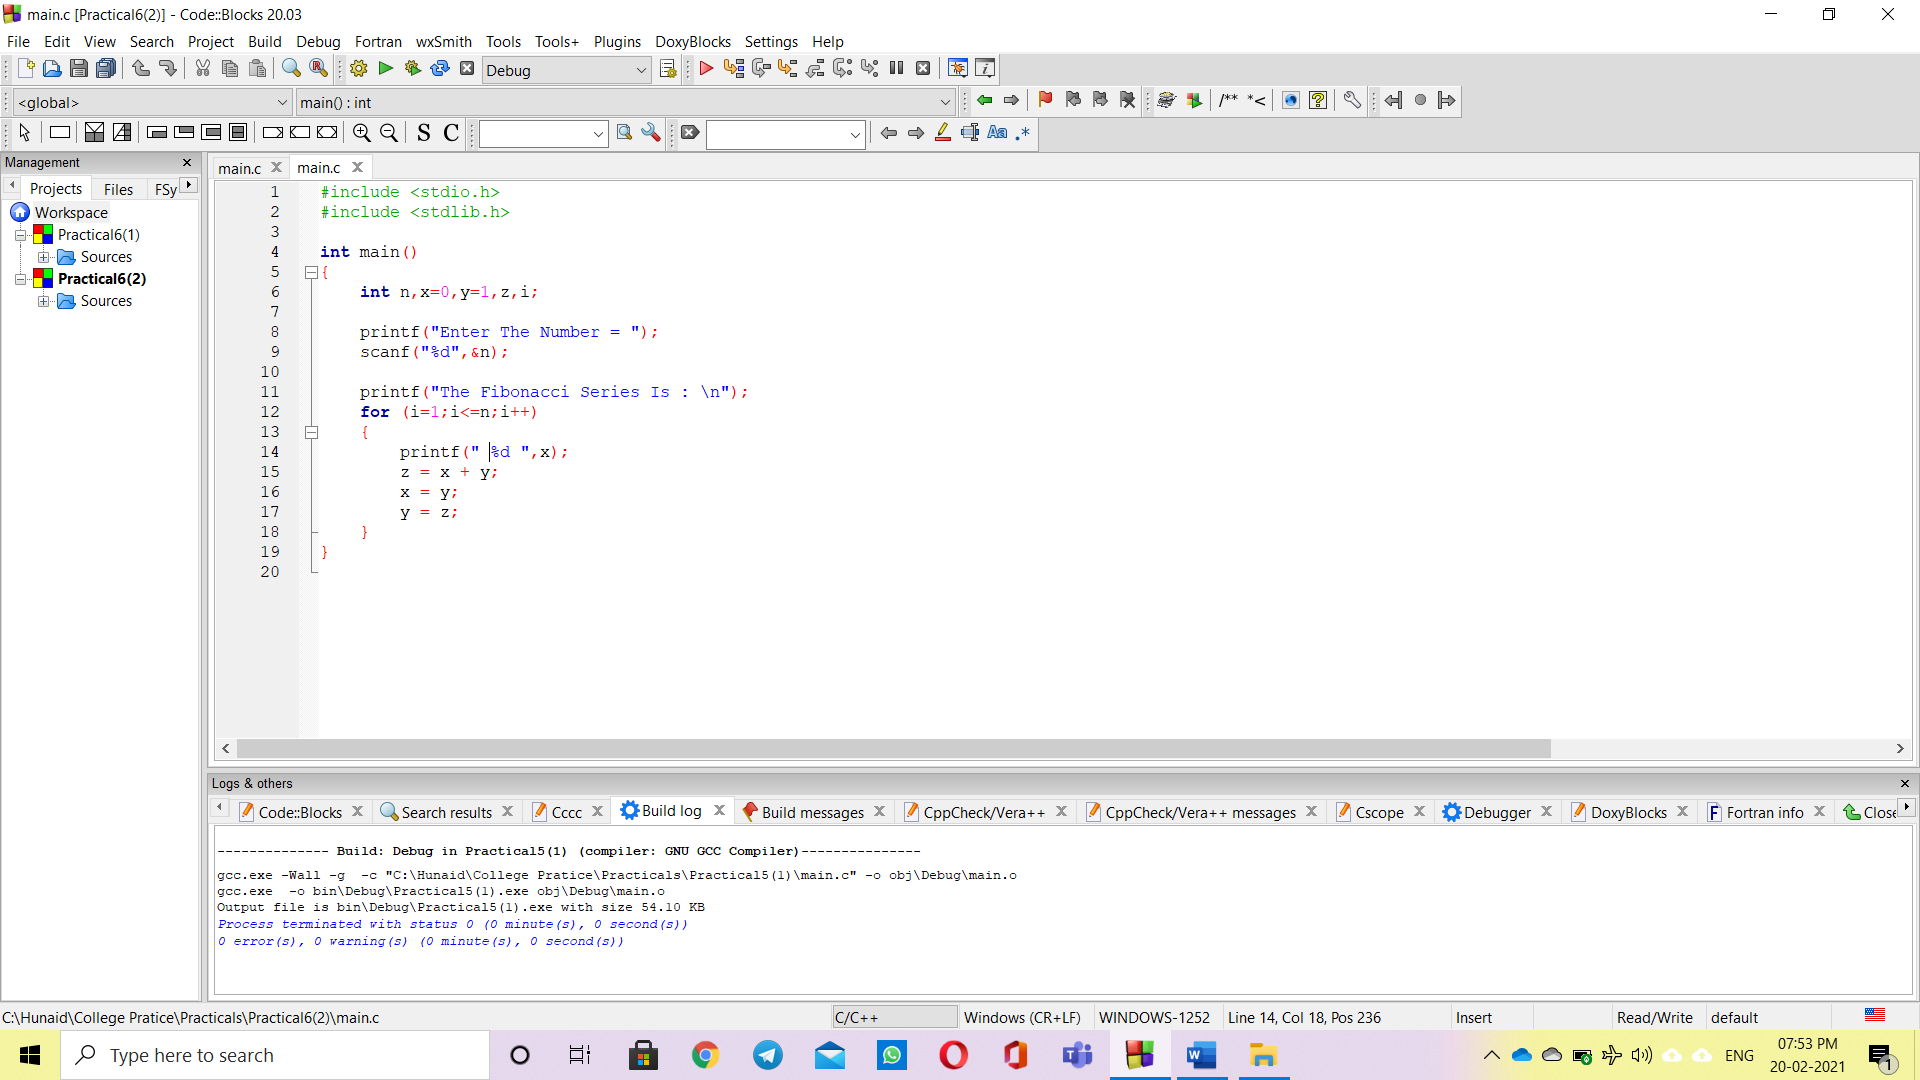 main.c [Practical6(2)] - Code::Blocks 20.03
File Edit View Search Project Build Debug Fortran wxSmith Tools Tools+ Plugins DoxyBlocks Settings Help
Debug
<global> main() : int /** *<
S C Aa .*
Management
Projects Files FSy
Workspace
Practical6(1)
Sources
Practical6(2)
Sources
main.c main.c
1 #include <stdio.h>
2 #include <stdlib.h>
3
4 int main()
5 {
6 int n,x=0,y=1,z,i;
7
8 printf("Enter The Number = ");
9 scanf("%d",&n);
10
11 printf("The Fibonacci Series Is : \n");
12 for (i=1;i<=n;i++)
13 {
14 printf(" %d ",x);
15 z = x + y;
16 x = y;
17 y = z;
18 }
19 }
20
Logs & others
Code::Blocks Search results Cccc Build log Build messages CppCheck/Vera++ CppCheck/Vera++ messages Cscope Debugger DoxyBlocks Fortran info Close
-------------- Build: Debug in Practical5(1) (compiler: GNU GCC Compiler)---------------
gcc.exe -Wall -g -c "C:\Hunaid\College Pratice\Practicals\Practical5(1)\main.c" -o obj\Debug\main.o
gcc.exe -o bin\Debug\Practical5(1).exe obj\Debug\main.o
Output file is bin\Debug\Practical5(1).exe with size 54.10 KB
Process terminated with status 0 (0 minute(s), 0 second(s))
0 error(s), 0 warning(s) (0 minute(s), 0 second(s))
C:\Hunaid\College Pratice\Practicals\Practical6(2)\main.c C/C++ Windows (CR+LF) WINDOWS-1252 Line 14, Col 18, Pos 236 Insert Read/Write default
Type here to search
ENG
07:53 PM
20-02-2021
1